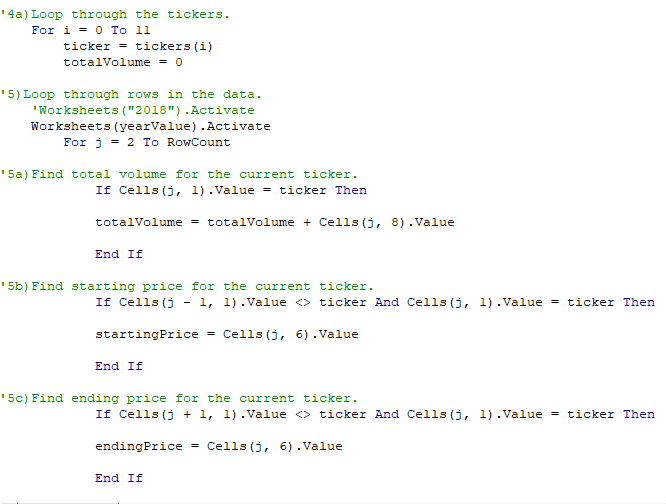 '4a)Loop through the tickers.
For i = 0 To 11
ticker = tickers(i)
totalVolume = 0
'5)Loop through rows in the data.
'Worksheets("2018").Activate
Worksheets(yearValue).Activate
For j = 2 To RowCount
'5a)Find total volume for the current ticker.
If Cells(j, 1).Value = ticker Then
totalVolume = totalVolume + Cells(j, 8).Value
End If
'5b)Find starting price for the current ticker.
If Cells(j - 1, 1).Value <> ticker And Cells(j, 1).Value = ticker Then
startingPrice = Cells(j, 6).Value
End If
'5c)Find ending price for the current ticker.
If Cells(j + 1, 1).Value <> ticker And Cells(j, 1).Value = ticker Then
endingPrice = Cells(j, 6).Value
End If